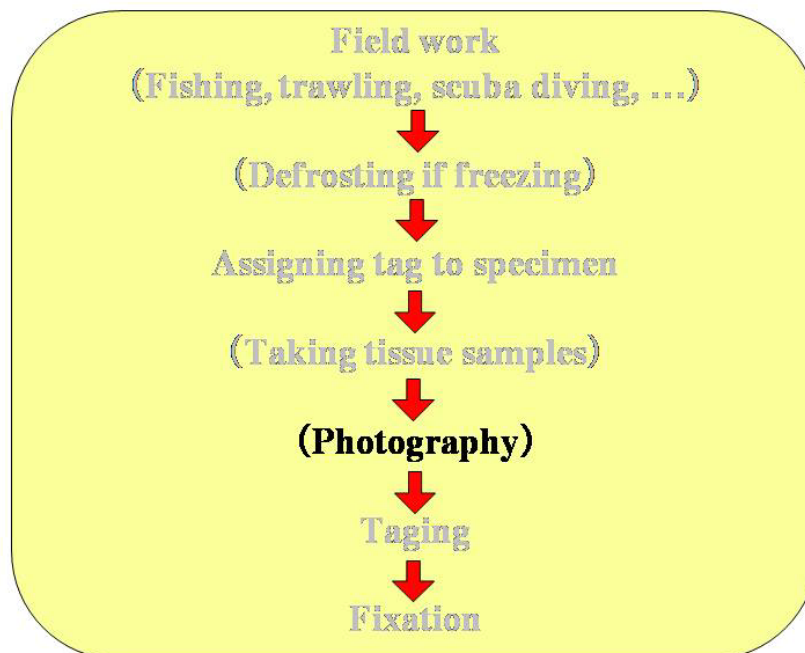 Field work
(Fishing, trawling, scuba diving, …)
(Defrosting if freezing)
Assigning tag to specimen
(Taking tissue samples)
(Photography)
Taging
Fixation